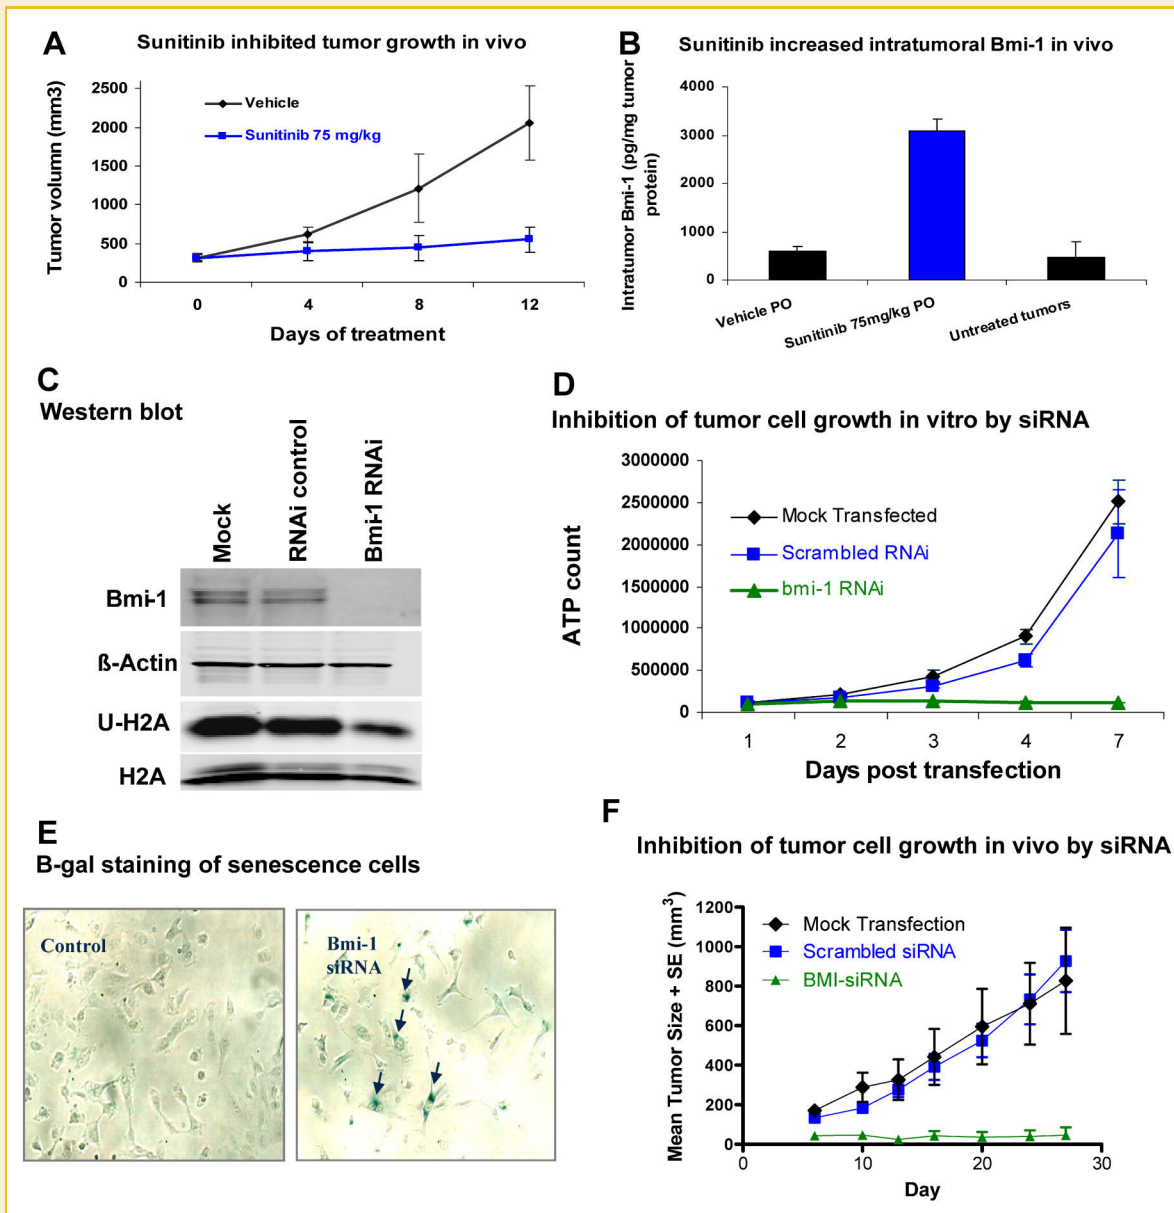 A
Sunitinib inhibited tumor growth in vivo
Tumor volumn (mm3)
2500
2000
1500
1000
500
0
Vehicle
Sunitinib 75 mg/kg
0 4 8 12
Days of treatment
B
Sunitinib increased intratumoral Bmi-1 in vivo
Intratumor Bmi-1 (pg/mg tumor
protein)
4000
3000
2000
1000
0
Vehicle PO
Sunitinib 75mg/kg PO
Untreated tumors
C
Western blot
Mock
RNAi control
Bmi-1 RNAi
Bmi-1
ß-Actin
U-H2A
H2A
D
Inhibition of tumor cell growth in vitro by siRNA
ATP count
3000000
2500000
2000000
1500000
1000000
500000
0
Mock Transfected
Scrambled RNAi
bmi-1 RNAi
1 2 3 4 7
Days post transfection
E
B-gal staining of senescence cells
Control
Bmi-1
siRNA
F
Inhibition of tumor cell growth in vivo by siRNA
Mean Tumor Size + SE (mm³)
1200
1000
800
600
400
200
0
Mock Transfection
Scrambled siRNA
BMI-siRNA
0 10 20 30
Day